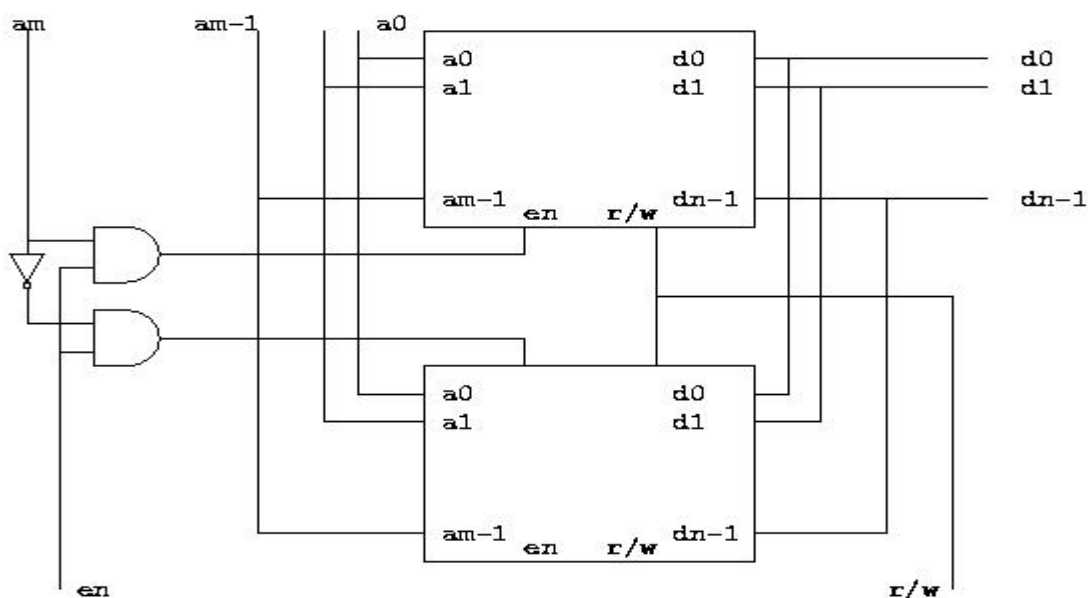 am am-1 a0
a0 d0 d0
a1 d1 d1
am-1 dn-1 dn-1
en r/w
a0 d0
a1 d1
am-1 dn-1
en r/w
en r/w